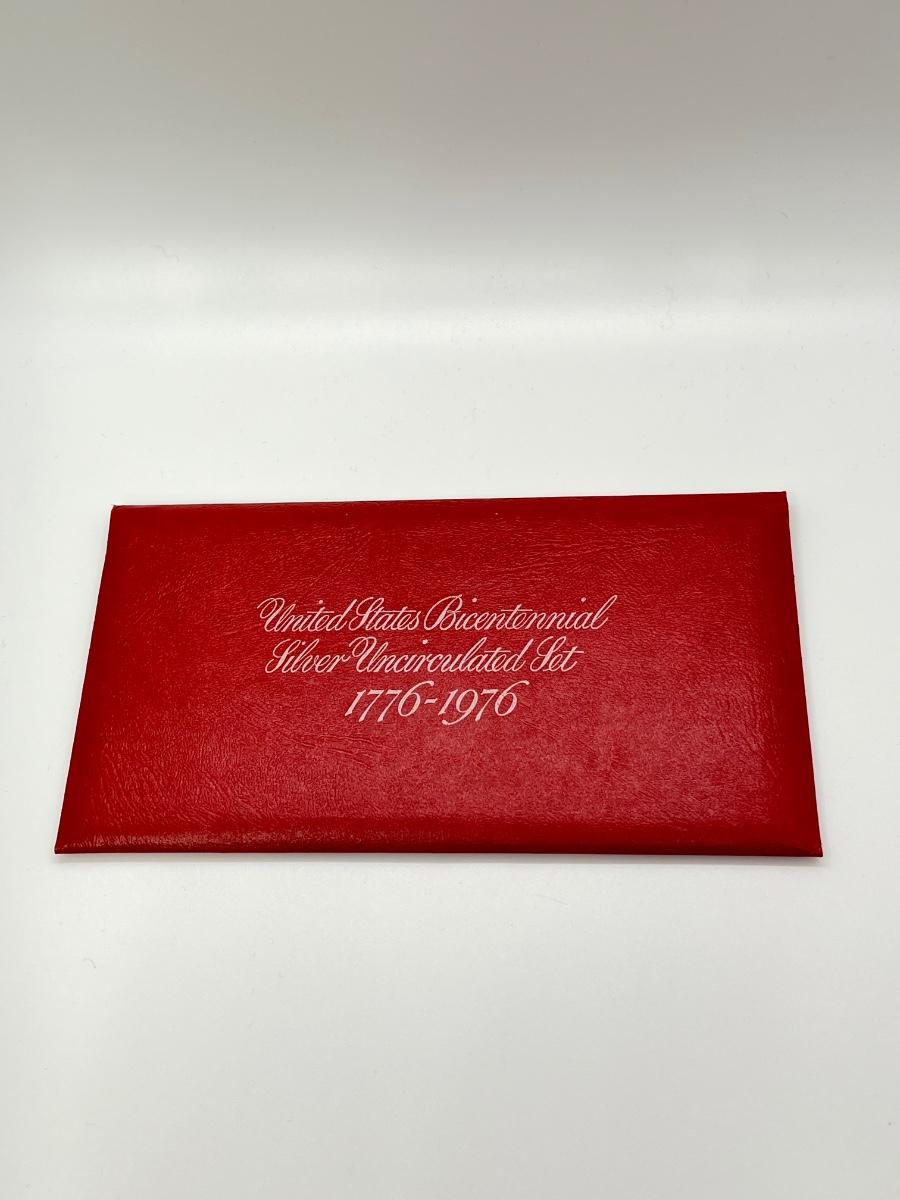 United States Bicentennial
Silver Uncirculated Set
1776-1976